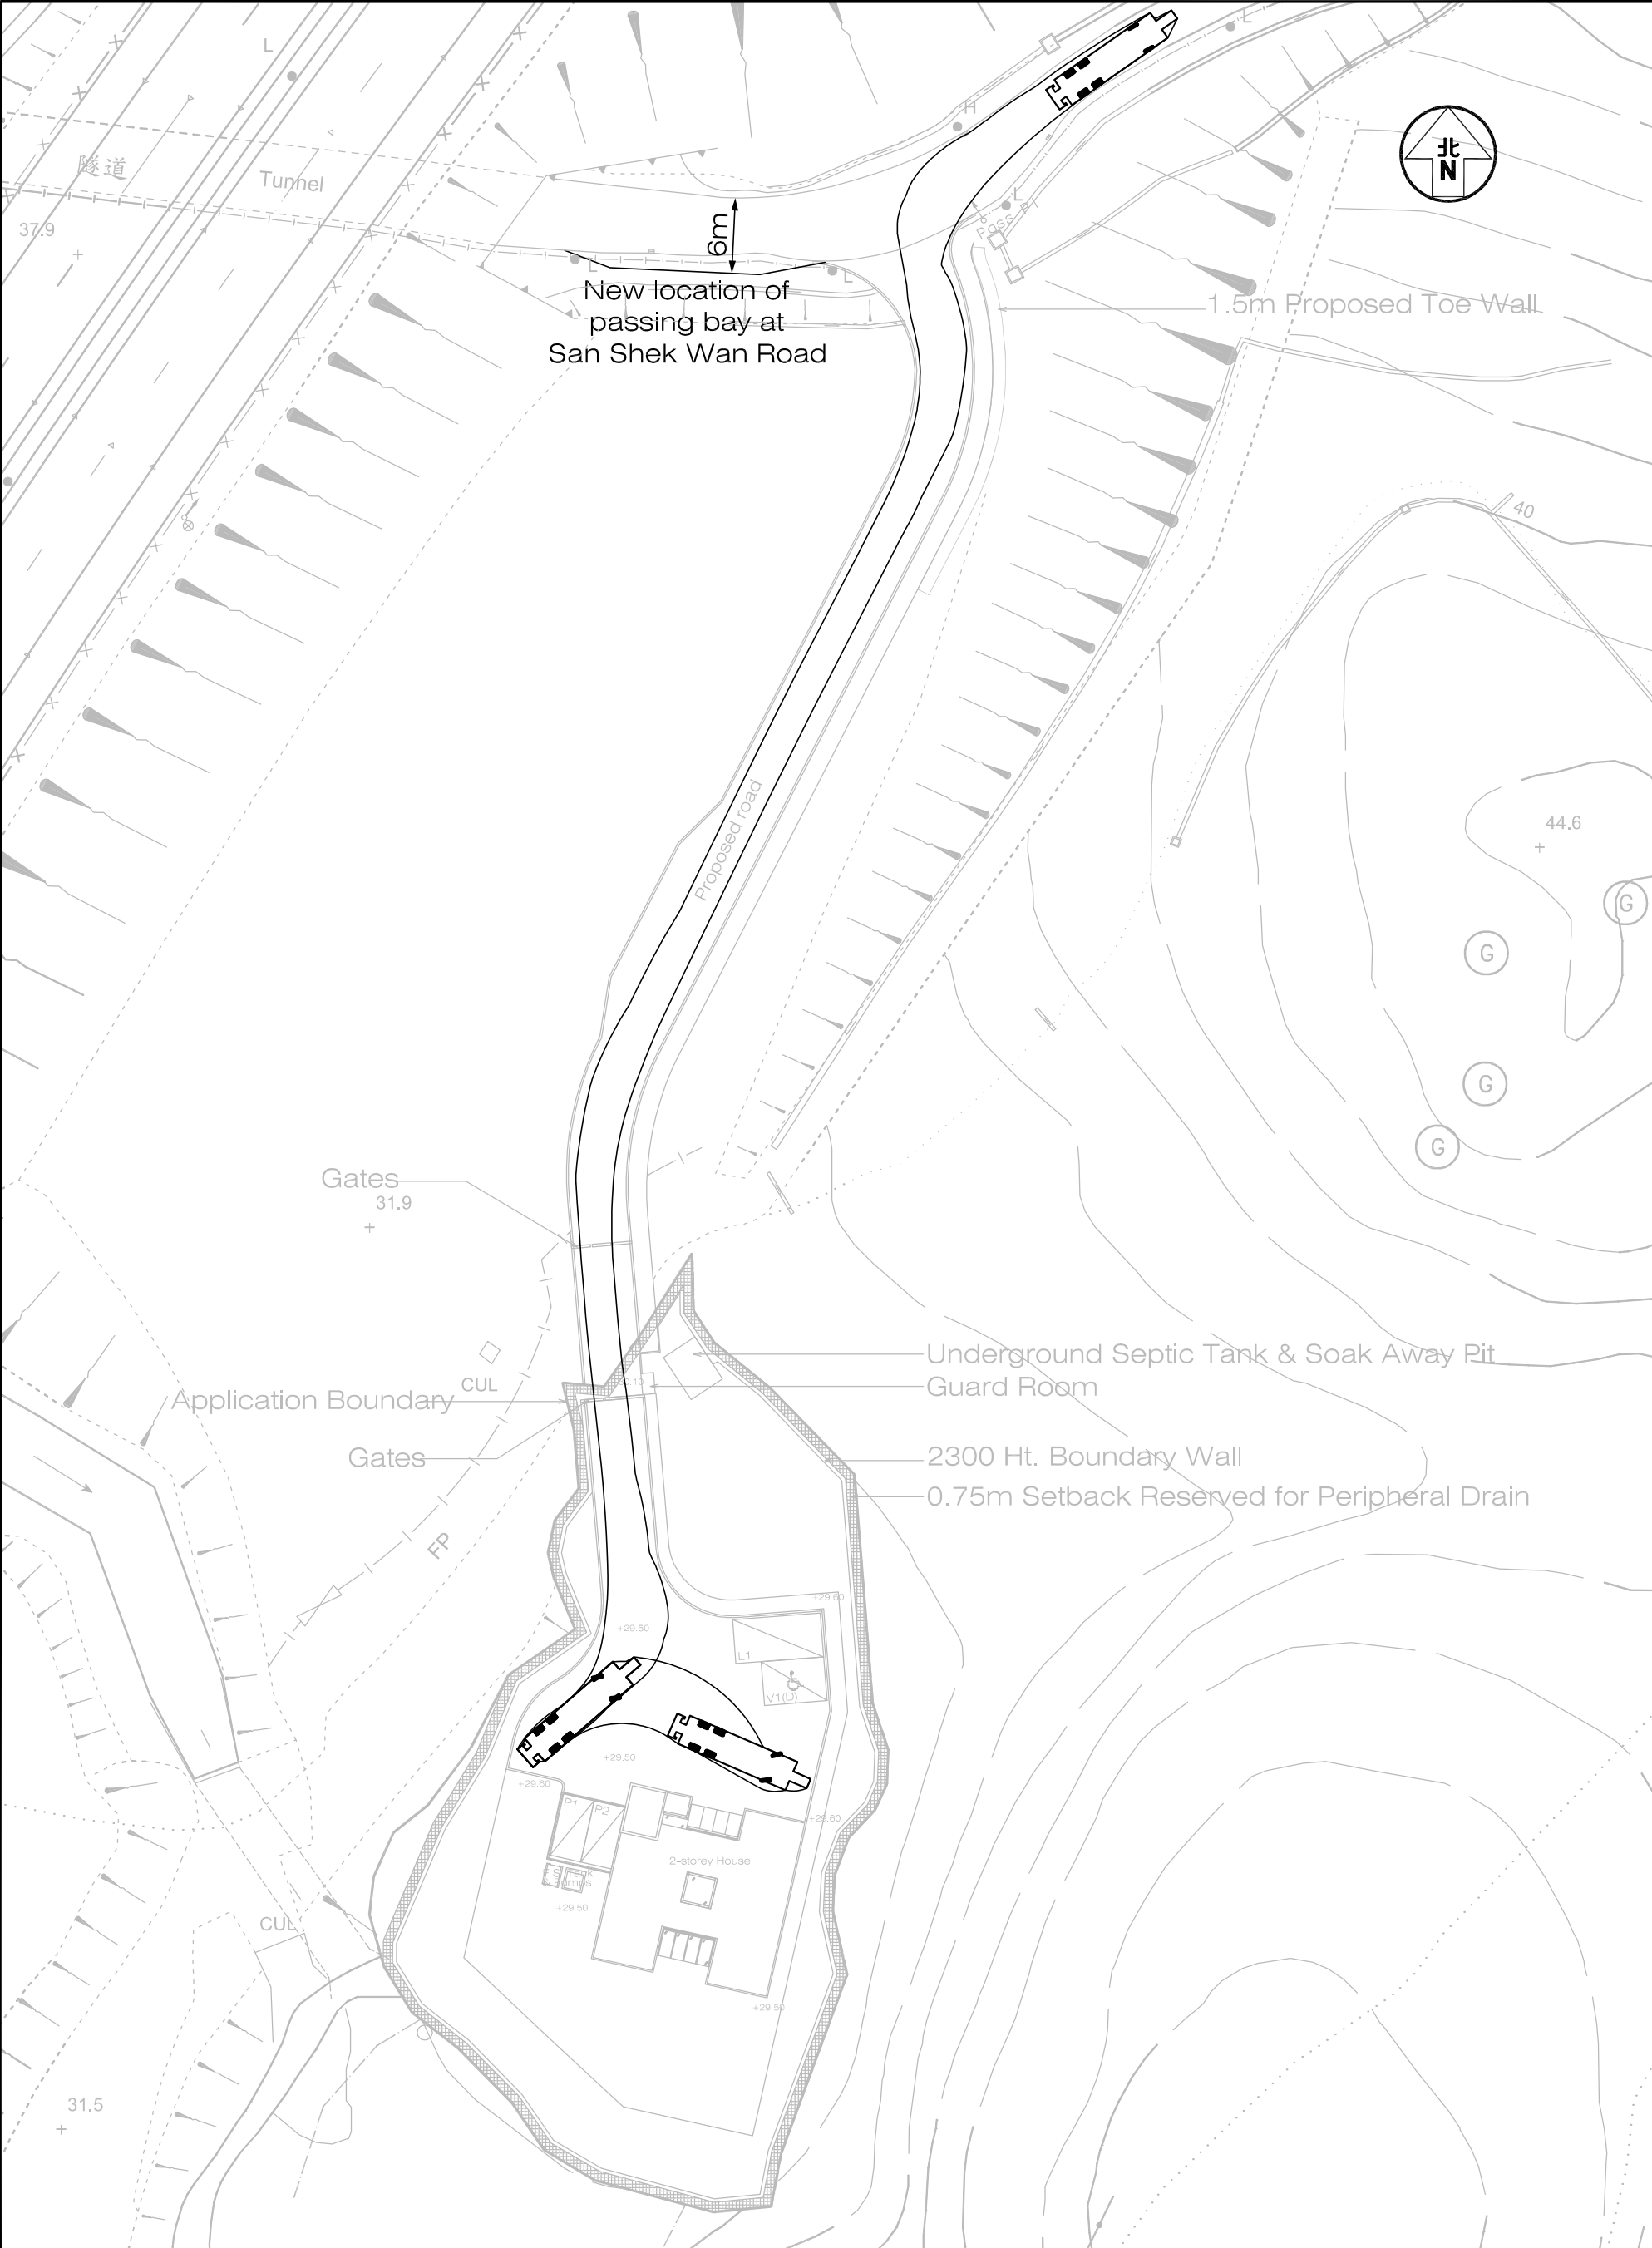 L
L
H
隧道
Tunnel
37.9
北
N
L
Pass Pl
6m
L
L
New location of
passing bay at
San Shek Wan Road
1.5m Proposed Toe Wall
40
Proposed road
44.6
G
G
G
G
Gates
31.9
Underground Septic Tank & Soak Away Pit
CUL
Guard Room
Application Boundary
Gates
2300 Ht. Boundary Wall
0.75m Setback Reserved for Peripheral Drain
FP
+29.60
+29.50
L1
V1(D)
+29.50
+29.60
P1
P2
+29.60
2-storey House
F.S. Tank
& Pumps
+29.50
CUL
+29.50
31.5